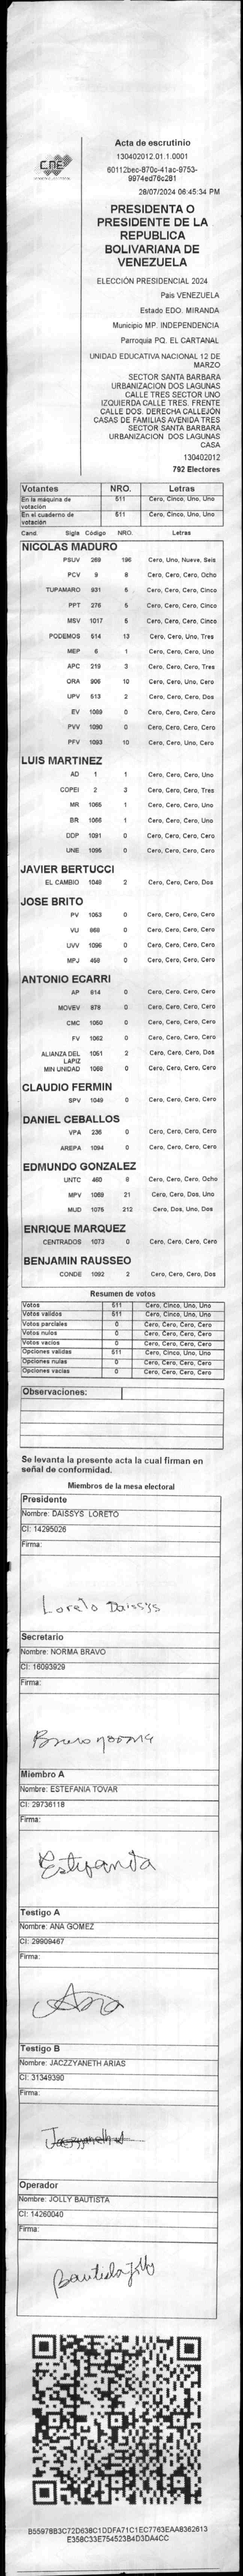 CNE
Acta de escrutinio
130402012.01.1.0001
60112bec-870c-41ac-9753-
9974ed76c281
28/07/2024 06:45:34 PM
PRESIDENTA O
PRESIDENTE DE LA
REPUBLICA
BOLIVARIANA DE
VENEZUELA
ELECCIÓN PRESIDENCIAL 2024
Pais VENEZUELA
Estado EDO. MIRANDA
Municipio MP. INDEPENDENCIA
Parroquia PQ. EL CARTANAL
UNIDAD EDUCATIVA NACIONAL 12 DE
MARZO
SECTOR SANTA BARBARA
URBANIZACION DOS LAGUNAS
CALLE TRES SECTOR UNO
IZQUIERDA CALLE TRES. FRENTE
CALLE DOS. DERECHA CALLEJÓN
CASAS DE FAMILIAS AVENIDA TRES
SECTOR SANTA BARBARA
URBANIZACION DOS LAGUNAS
CASA
130402012
792 Electores
Votantes NRO. Letras
En la máquina de votación 511 Cero, Cinco, Uno, Uno
En el cuaderno de votación 511 Cero, Cinco, Uno, Uno
Cand. Sigla Código NRO. Letras
NICOLAS MADURO
PSUV 269 196 Cero, Uno, Nueve, Seis
PCV 9 8 Cero, Cero, Cero, Ocho
TUPAMARO 931 5 Cero, Cero, Cero, Cinco
PPT 276 5 Cero, Cero, Cero, Cinco
MSV 1017 5 Cero, Cero, Cero, Cinco
PODEMOS 514 13 Cero, Cero, Uno, Tres
MEP 6 1 Cero, Cero, Cero, Uno
APC 219 3 Cero, Cero, Cero, Tres
ORA 906 10 Cero, Cero, Uno, Cero
UPV 513 2 Cero, Cero, Cero, Dos
EV 1089 0 Cero, Cero, Cero, Cero
PVV 1090 0 Cero, Cero, Cero, Cero
PFV 1093 10 Cero, Cero, Uno, Cero
LUIS MARTINEZ
AD 1 1 Cero, Cero, Cero, Uno
COPEI 2 3 Cero, Cero, Cero, Tres
MR 1065 1 Cero, Cero, Cero, Uno
BR 1066 1 Cero, Cero, Cero, Uno
DDP 1091 0 Cero, Cero, Cero, Cero
UNE 1095 0 Cero, Cero, Cero, Cero
JAVIER BERTUCCI
EL CAMBIO 1048 2 Cero, Cero, Cero, Dos
JOSE BRITO
PV 1053 0 Cero, Cero, Cero, Cero
VU 868 0 Cero, Cero, Cero, Cero
UVV 1096 0 Cero, Cero, Cero, Cero
MPJ 458 0 Cero, Cero, Cero, Cero
ANTONIO ECARRI
AP 614 0 Cero, Cero, Cero, Cero
MOVEV 878 0 Cero, Cero, Cero, Cero
CMC 1050 0 Cero, Cero, Cero, Cero
FV 1062 0 Cero, Cero, Cero, Cero
ALIANZA DEL LAPIZ 1051 2 Cero, Cero, Cero, Dos
MIN UNIDAD 1088 0 Cero, Cero, Cero, Cero
CLAUDIO FERMIN
SPV 1049 0 Cero, Cero, Cero, Cero
DANIEL CEBALLOS
VPA 236 0 Cero, Cero, Cero, Cero
AREPA 1094 0 Cero, Cero, Cero, Cero
EDMUNDO GONZALEZ
UNTC 460 8 Cero, Cero, Cero, Ocho
MPV 1069 21 Cero, Cero, Dos, Uno
MUD 1075 212 Cero, Dos, Uno, Dos
ENRIQUE MARQUEZ
CENTRADOS 1073 0 Cero, Cero, Cero, Cero
BENJAMIN RAUSSEO
CONDE 1092 2 Cero, Cero, Cero, Dos
Resumen de votos
Votos 511 Cero, Cinco, Uno, Uno
Votos validos 511 Cero, Cinco, Uno, Uno
Votos parciales 0 Cero, Cero, Cero, Cero
Votos nulos 0 Cero, Cero, Cero, Cero
Votos vacios 0 Cero, Cero, Cero, Cero
Opciones validas 511 Cero, Cinco, Uno, Uno
Opciones nulas 0 Cero, Cero, Cero, Cero
Opciones vacias 0 Cero, Cero, Cero, Cero
Observaciones:
Se levanta la presente acta la cual firman en
señal de conformidad.
Miembros de la mesa electoral
Presidente
Nombre: DAISSYS LORETO
CI: 14295026
Firma:
Loreto Daissys
Secretario
Nombre: NORMA BRAVO
CI: 16093929
Firma:
Bravo norma
Miembro A
Nombre: ESTEFANIA TOVAR
CI: 29736118
Firma:
Estefania
Testigo A
Nombre: ANA GOMEZ
CI: 29909467
Firma:
Ana
Testigo B
Nombre: JACZZYANETH ARIAS
CI: 31349390
Firma:
Operador
Nombre: JOLLY BAUTISTA
CI: 14260040
Firma:
Bautista Jolly
B55978B3C72D638C1DDFA71C1EC7763EAA8362613
E358C33E754523B4D3DA4CC